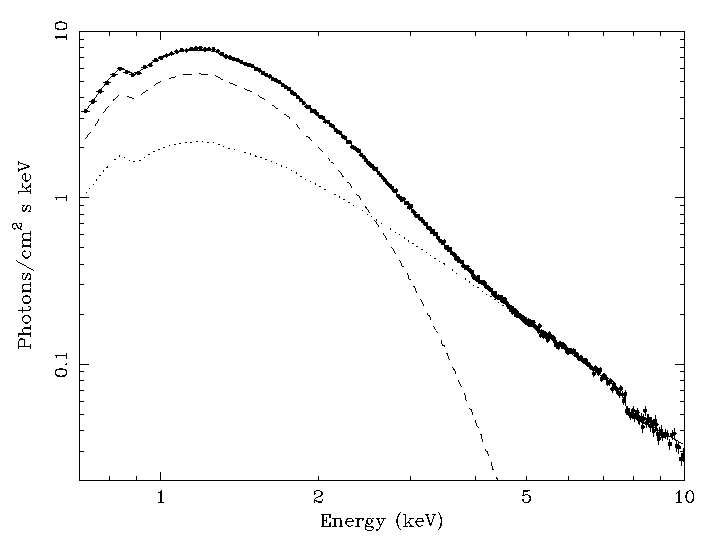 10
1
0.1
Photons/cm² s keV
1 2 5 10
Energy (keV)